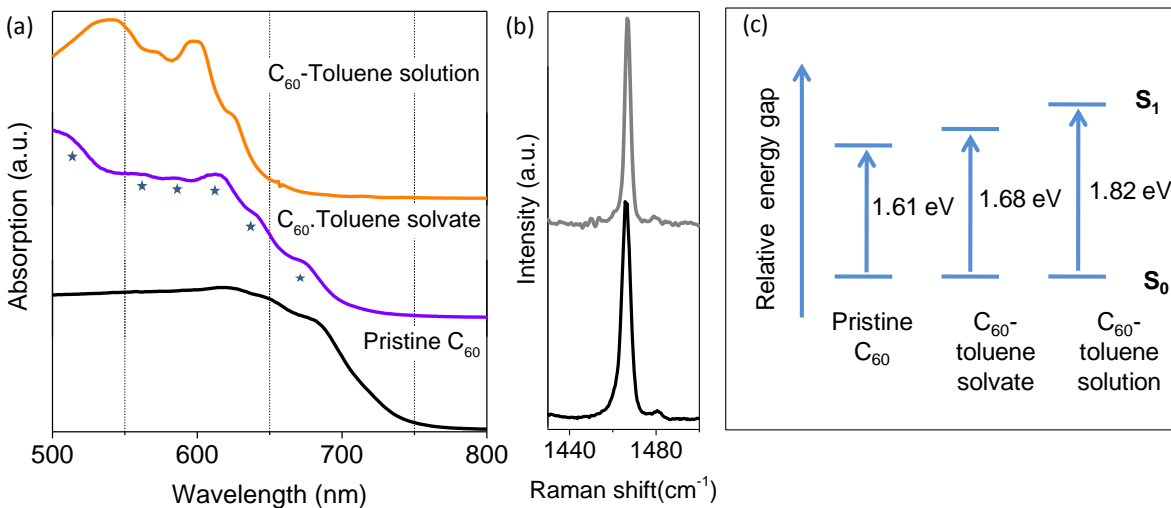 (a)
C60-Toluene solution
C60.Toluene solvate
Pristine C60
Absorption (a.u.)
500 600 700 800
Wavelength (nm)
(b)
Intensity (a.u.)
1440 1480
Raman shift(cm-1)
(c)
Relative energy gap
S1
1.61 eV
1.68 eV
1.82 eV
S0
Pristine
C60
C60-
toluene
solvate
C60-
toluene
solution